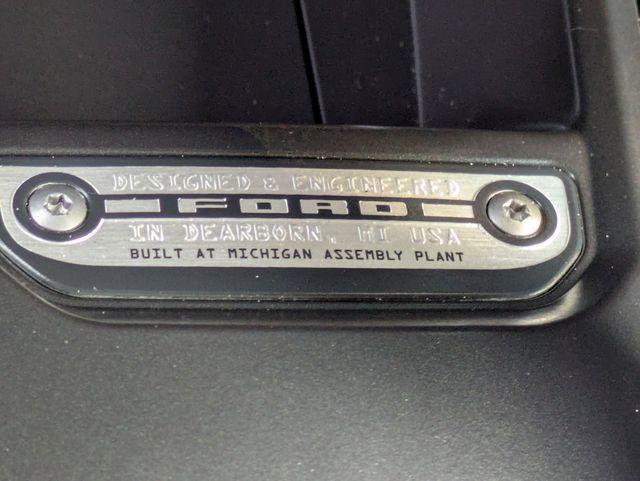 DESIGNED & ENGINEERED
FORD
IN DEARBORN, MI USA
BUILT AT MICHIGAN ASSEMBLY PLANT